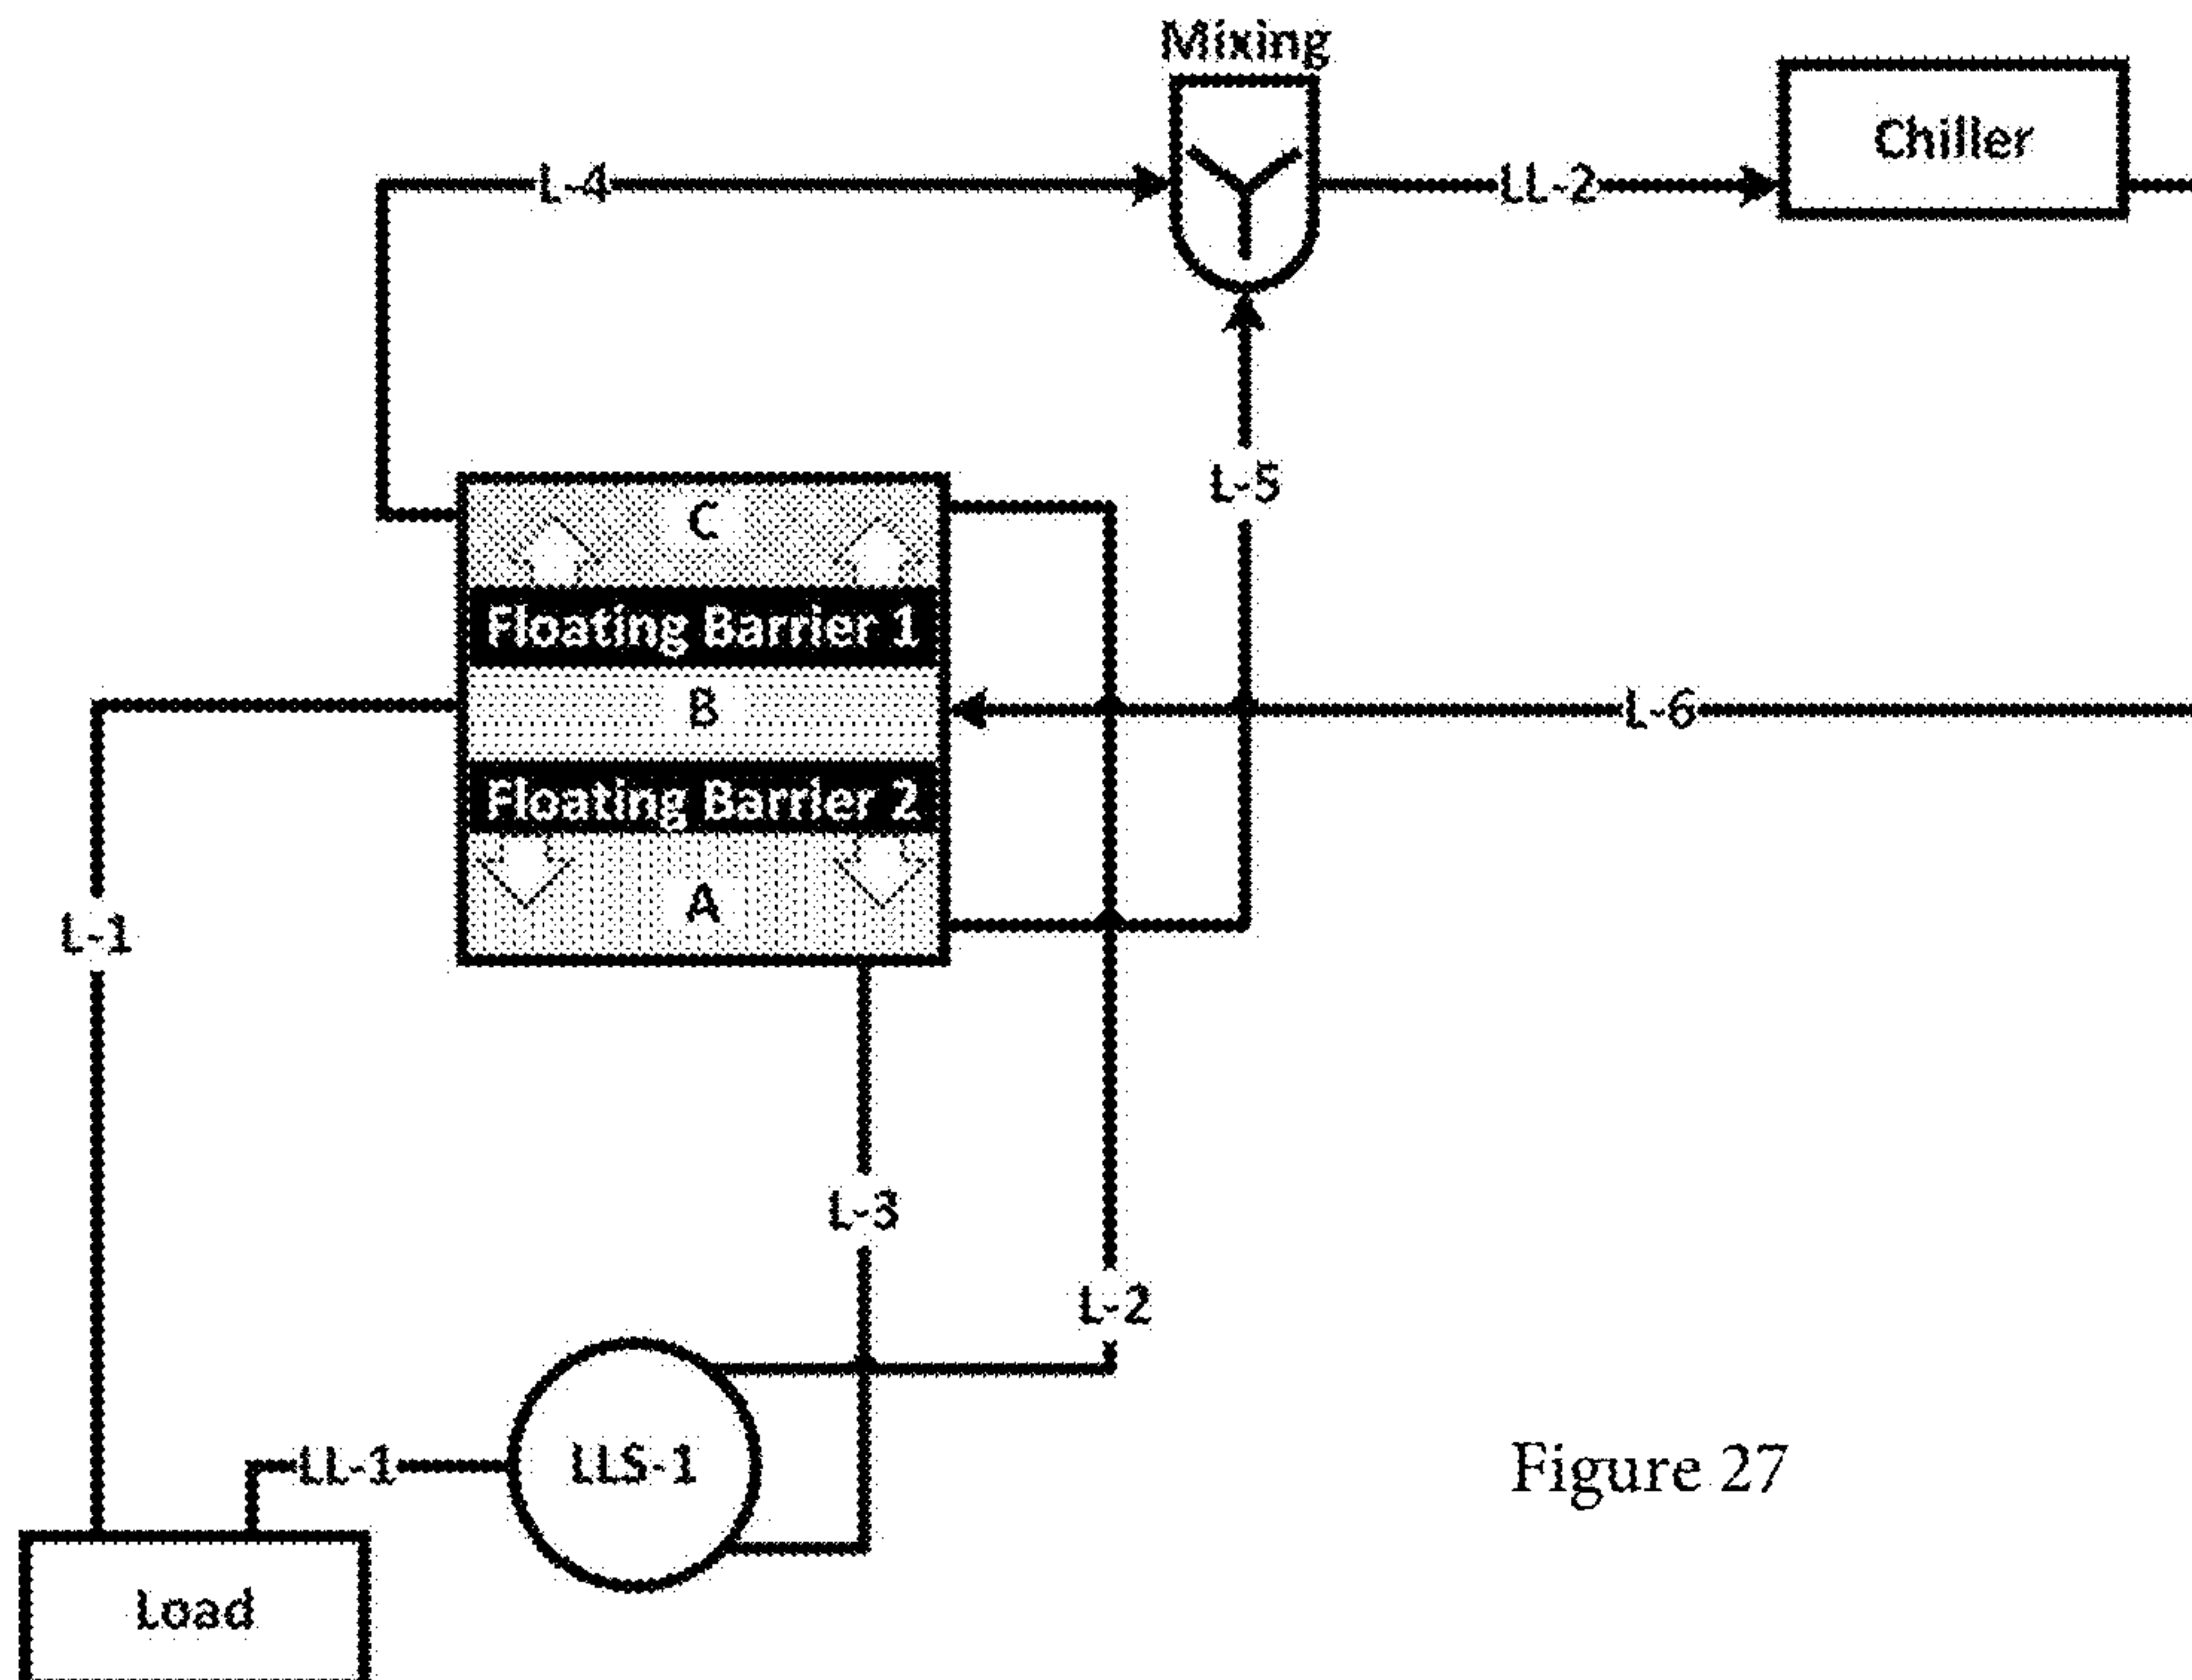 Mixing
Chiller
L-4
LL-2
L-5
C
Floating Barrier 1
B
L-6
Floating Barrier 2
A
L-1
L-3
L-2
LL-1
LLS-1
Figure 27
Load